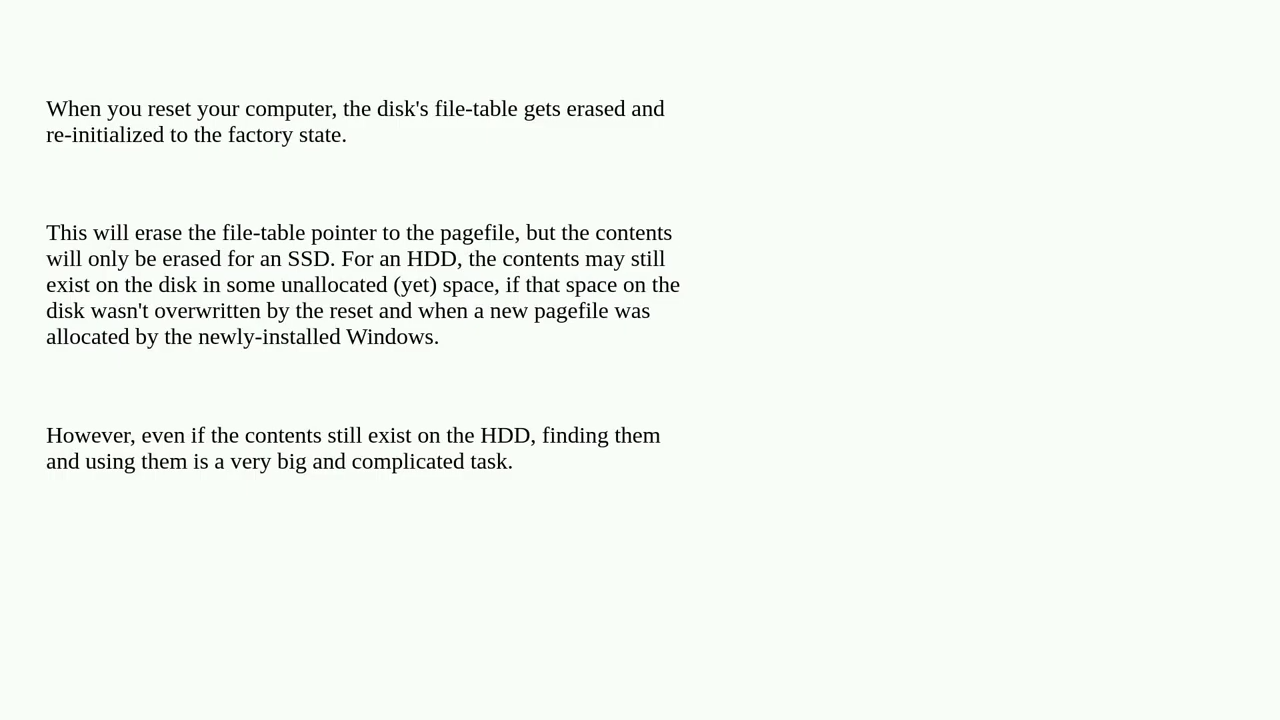 When you reset your computer, the disk's file-table gets erased and
re-initialized to the factory state.
This will erase the file-table pointer to the pagefile, but the contents
will only be erased for an SSD. For an HDD, the contents may still
exist on the disk in some unallocated (yet) space, if that space on the
disk wasn't overwritten by the reset and when a new pagefile was
allocated by the newly-installed Windows.
However, even if the contents still exist on the HDD, finding them
and using them is a very big and complicated task.